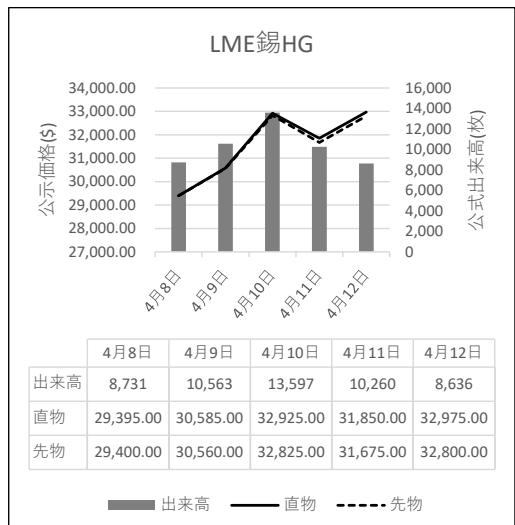 LME錫HG
公示価格($)
34,000.00
33,000.00
32,000.00
31,000.00
30,000.00
29,000.00
28,000.00
27,000.00
16,000
14,000
12,000
10,000
8,000
6,000
4,000
2,000
0
公式出来高(枚)
4月8日
4月9日
4月10日
4月11日
4月12日
4月8日 4月9日 4月10日 4月11日 4月12日
出来高 8,731 10,563 13,597 10,260 8,636
直物 29,395.00 30,585.00 32,925.00 31,850.00 32,975.00
先物 29,400.00 30,560.00 32,825.00 31,675.00 32,800.00
出来高 直物 先物